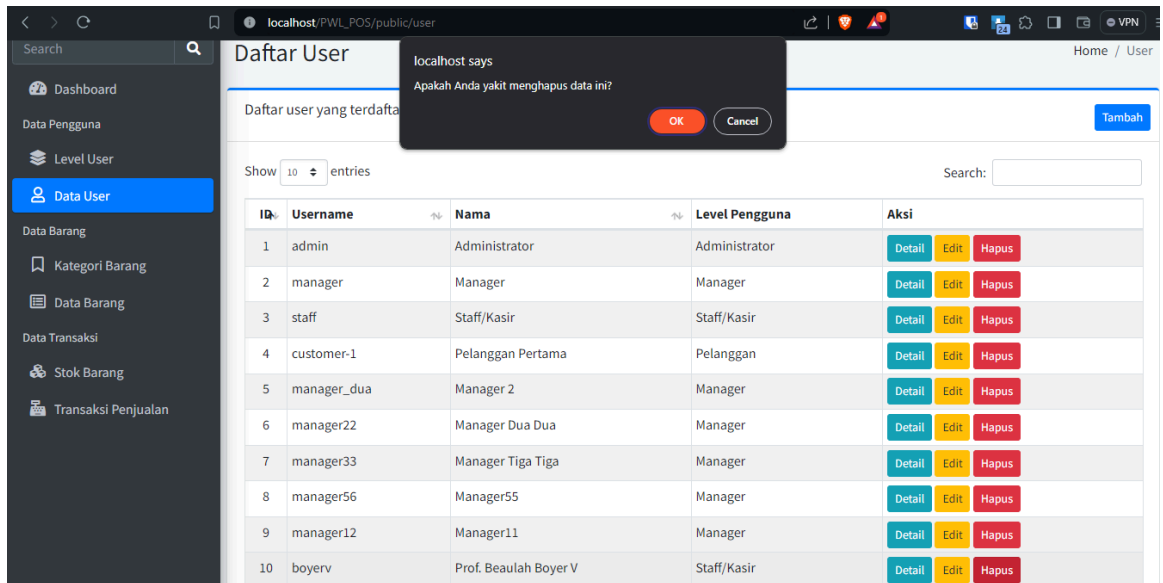 localhost/PWL_POS/public/user
24
VPN
Search
Dashboard
Data Pengguna
Level User
Data User
Data Barang
Kategori Barang
Data Barang
Data Transaksi
Stok Barang
Transaksi Penjualan
Daftar User
Home / User
localhost says
Apakah Anda yakit menghapus data ini?
OK Cancel
Daftar user yang terdafta
Tambah
Show 10 entries
Search:
ID Username Nama Level Pengguna Aksi
1 admin Administrator Administrator Detail Edit Hapus
2 manager Manager Manager Detail Edit Hapus
3 staff Staff/Kasir Staff/Kasir Detail Edit Hapus
4 customer-1 Pelanggan Pertama Pelanggan Detail Edit Hapus
5 manager_dua Manager 2 Manager Detail Edit Hapus
6 manager22 Manager Dua Dua Manager Detail Edit Hapus
7 manager33 Manager Tiga Tiga Manager Detail Edit Hapus
8 manager56 Manager55 Manager Detail Edit Hapus
9 manager12 Manager11 Manager Detail Edit Hapus
10 boyerv Prof. Beaulah Boyer V Staff/Kasir Detail Edit Hapus